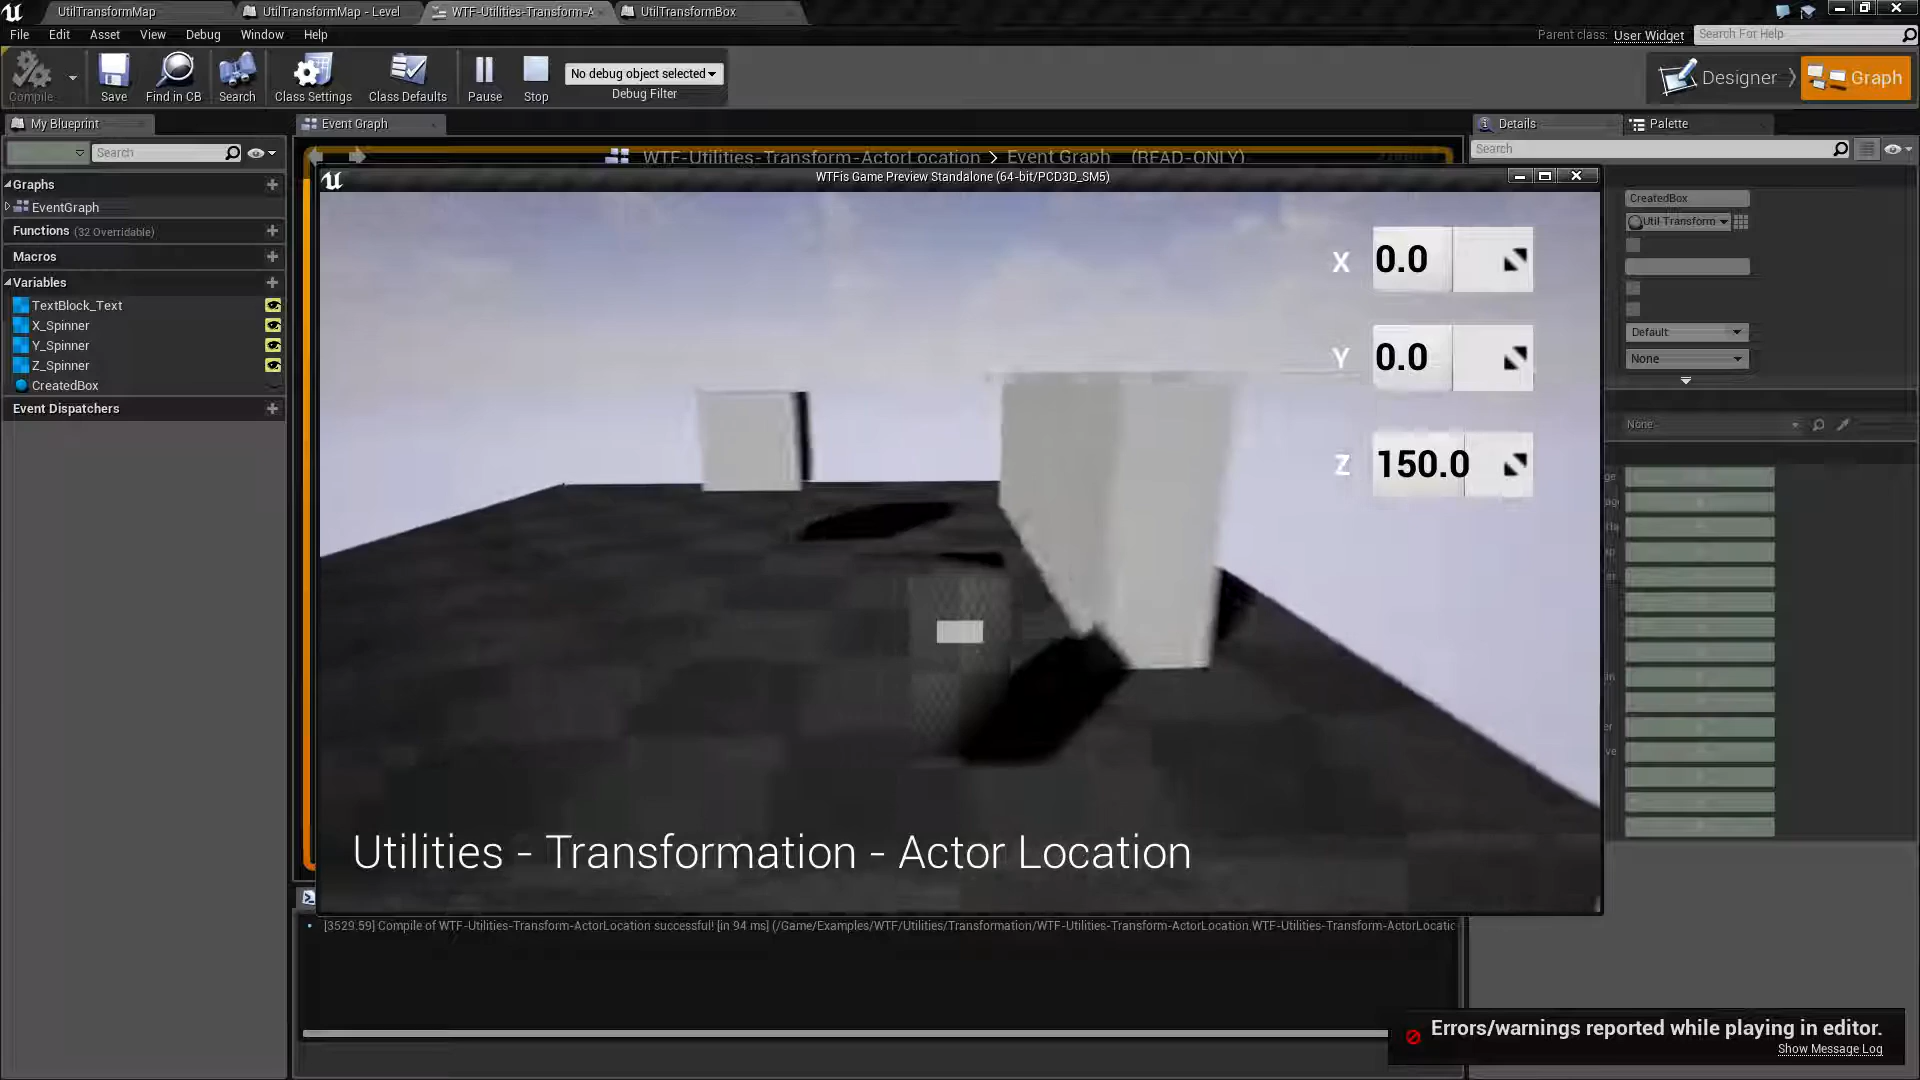 UtilTransformMap
UtilTransformMap - Level
WTF-Utilities-Transform-A
UtilTransformBox
File Edit Asset View Debug Window Help
Parent class: User Widget
Search For Help
Compile
Save
Find in CB
Search
Class Settings
Class Defaults
Pause
Stop
No debug object selected
Debug Filter
Designer
Graph
My Blueprint
Event Graph
Details
Palette
Search
Search
WTF-Utilities-Transform-ActorLocation > Event Graph (READ-ONLY)
WTFis Game Preview Standalone (64-bit/PCD3D_SM5)
Graphs
EventGraph
Functions (32 Overridable)
Macros
Variables
TextBlock_Text
X_Spinner
Y_Spinner
Z_Spinner
CreatedBox
Event Dispatchers
X 0.0
Y 0.0
Z 150.0
CreatedBox
Util Transform
Default
None
None
Utilities - Transformation - Actor Location
[3529.59] Compile of WTF-Utilities-Transform-ActorLocation successful! [in 94 ms] (/Game/Examples/WTF/Utilities/Transformation/WTF-Utilities-Transform-ActorLocation.WTF-Utilities-Transform-ActorLocatic
Errors/warnings reported while playing in editor.
Show Message Log